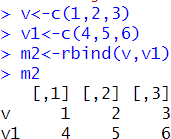 > v<-c(1,2,3)
> v1<-c(4,5,6)
> m2<-rbind(v,v1)
> m2
   [,1] [,2] [,3]
v     1    2    3
v1    4    5    6